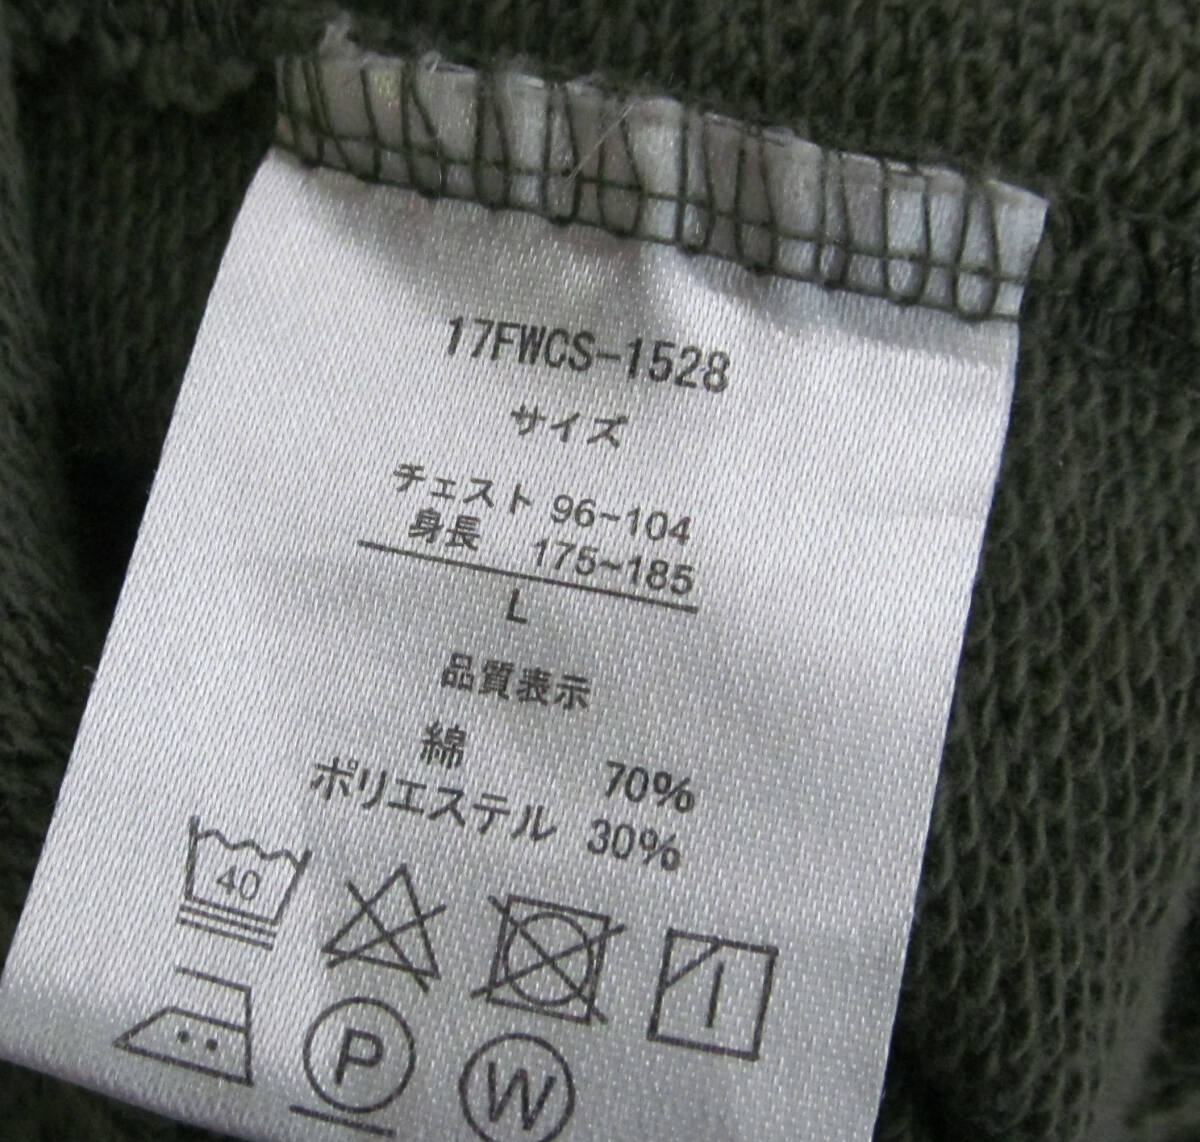 17FWCS-1528
サイズ
チェスト 96-104
身長 175~185
L
品質表示
綿 70%
ポリエステル 30%
40
P
W